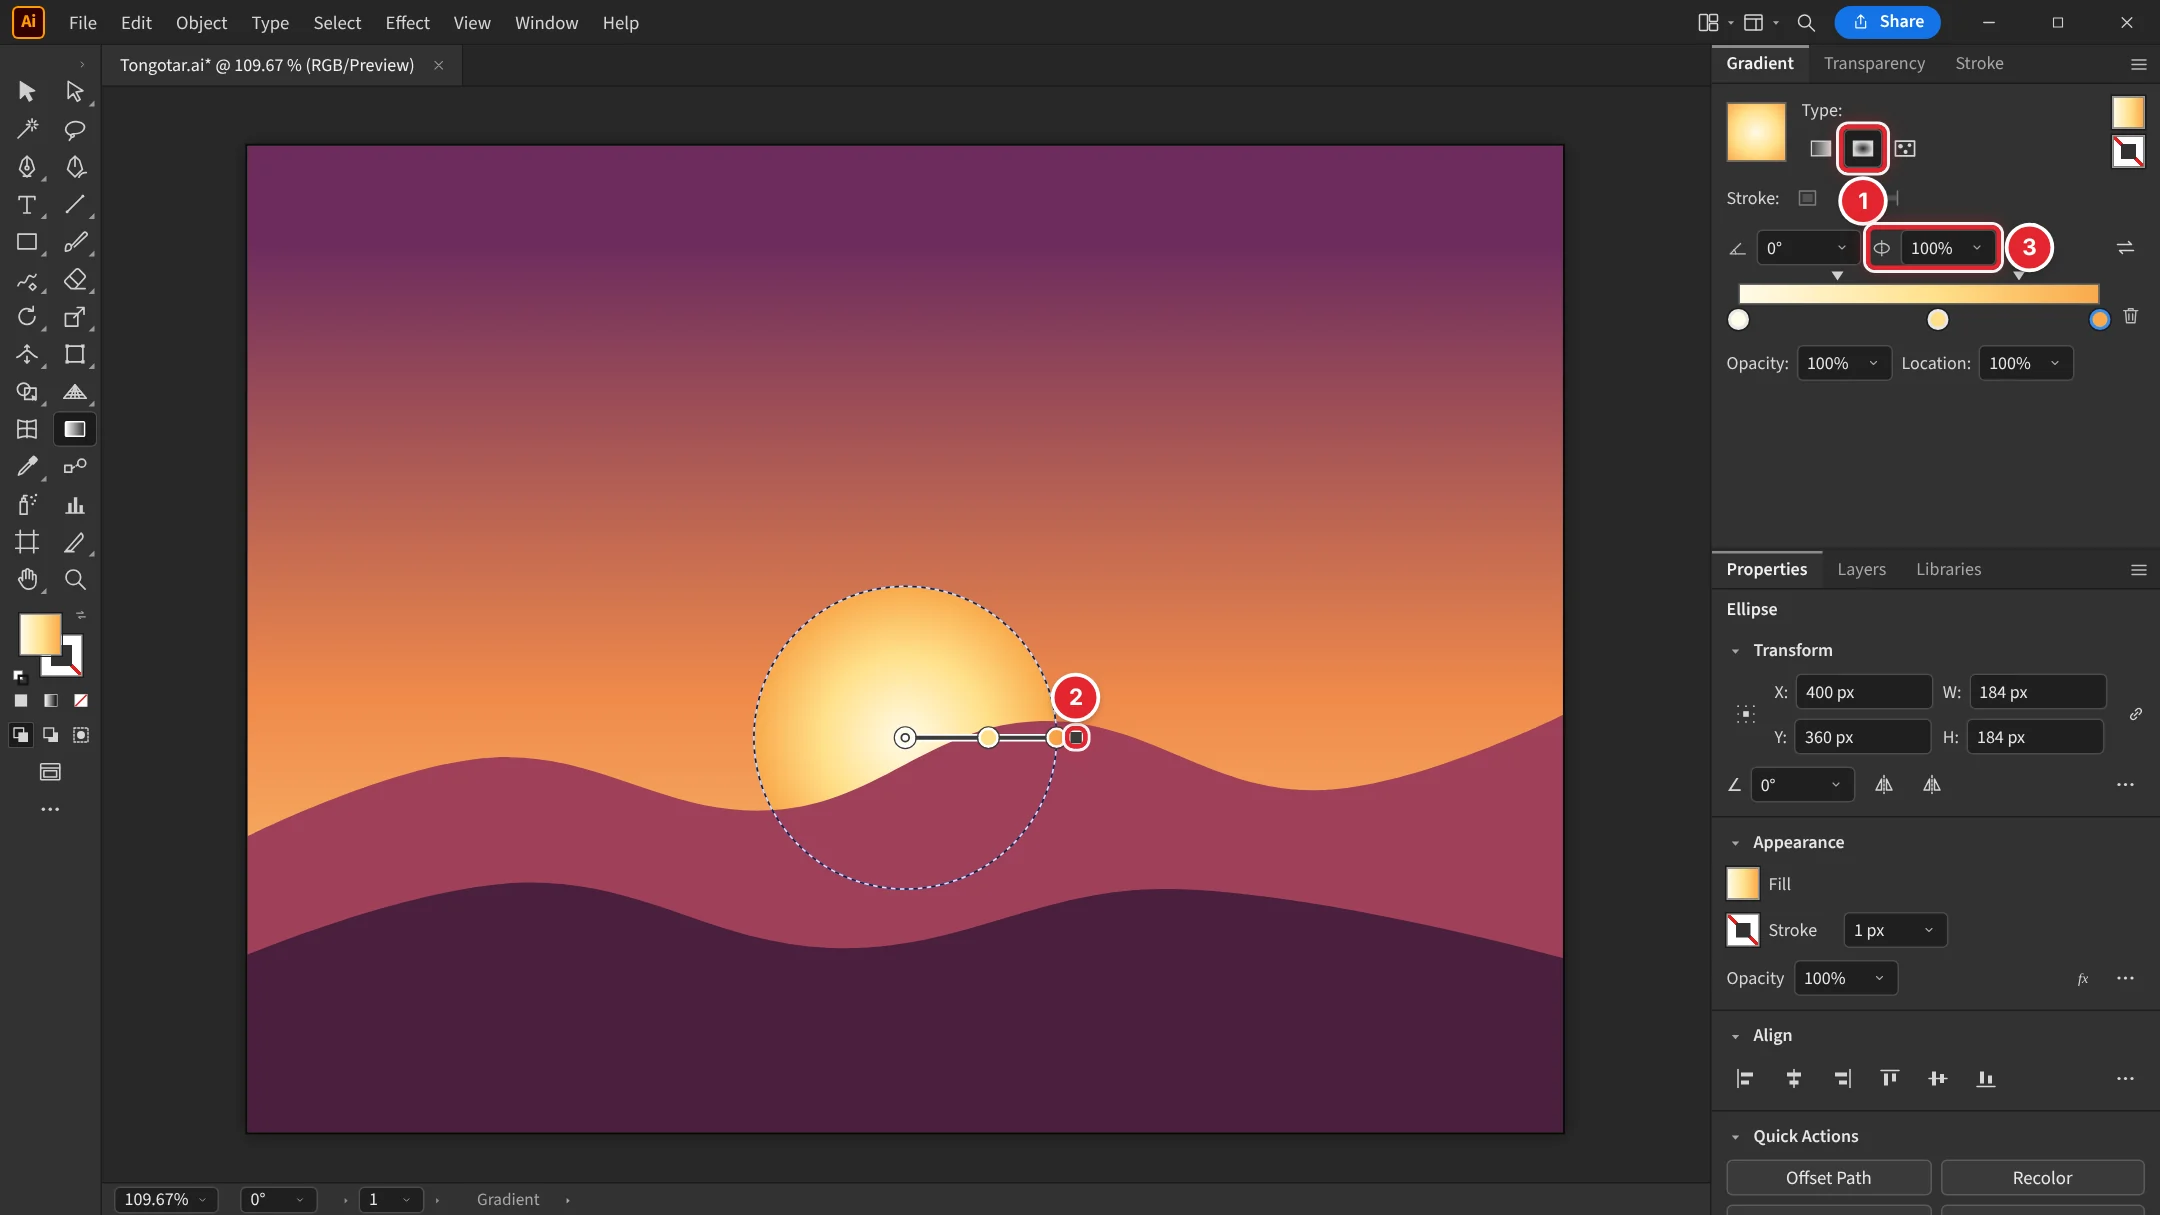 Ai File Edit Object Type Select Effect View Window Help Share
Tongotar.ai* @ 109.67 % (RGB/Preview)
Gradient Transparency Stroke
Type:
1
Stroke:
0° 100% 3
Opacity: 100% Location: 100%
2
Properties Layers Libraries
Ellipse
Transform
X: 400 px W: 184 px
Y: 360 px H: 184 px
0°
Appearance
Fill
Stroke 1 px
Opacity 100% fx
Align
Quick Actions
Offset Path Recolor
109.67% 0° 1 Gradient